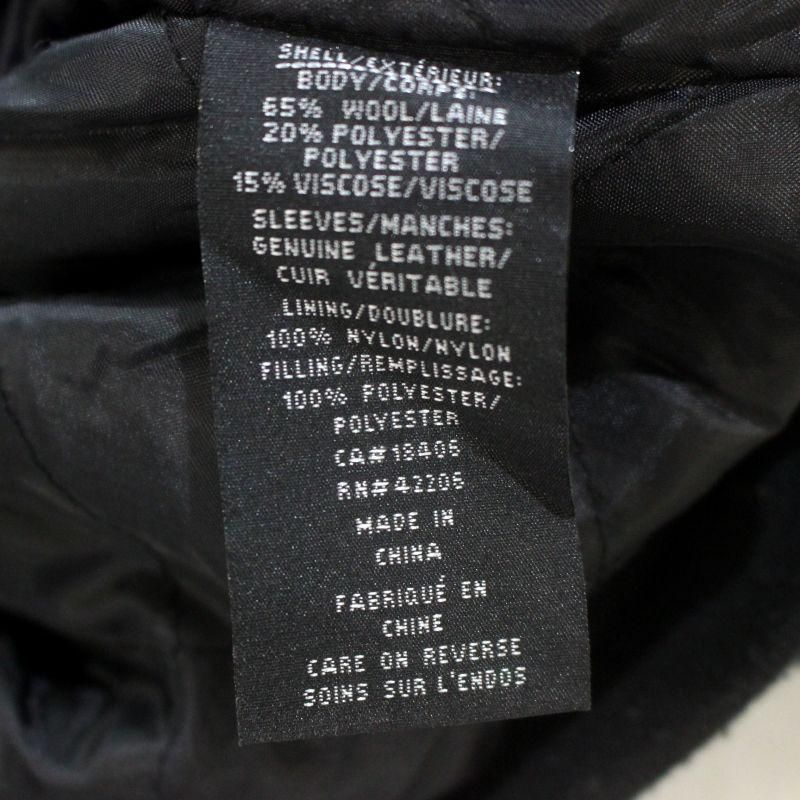 SHELL/EXTÉRIEUR:
BODY/CORPS:
65% WOOL/LAINE
20% POLYESTER/
POLYESTER
15% VISCOSE/VISCOSE
SLEEVES/MANCHES:
GENUINE LEATHER/
CUIR VÉRITABLE
LINING/DOUBLURE:
100% NYLON/NYLON
FILLING/REMPLISSAGE:
100% POLYESTER/
POLYESTER
CA#18406
RN#42206
MADE IN
CHINA
FABRIQUÉ EN
CHINE
CARE ON REVERSE
SOINS SUR L'ENDOS